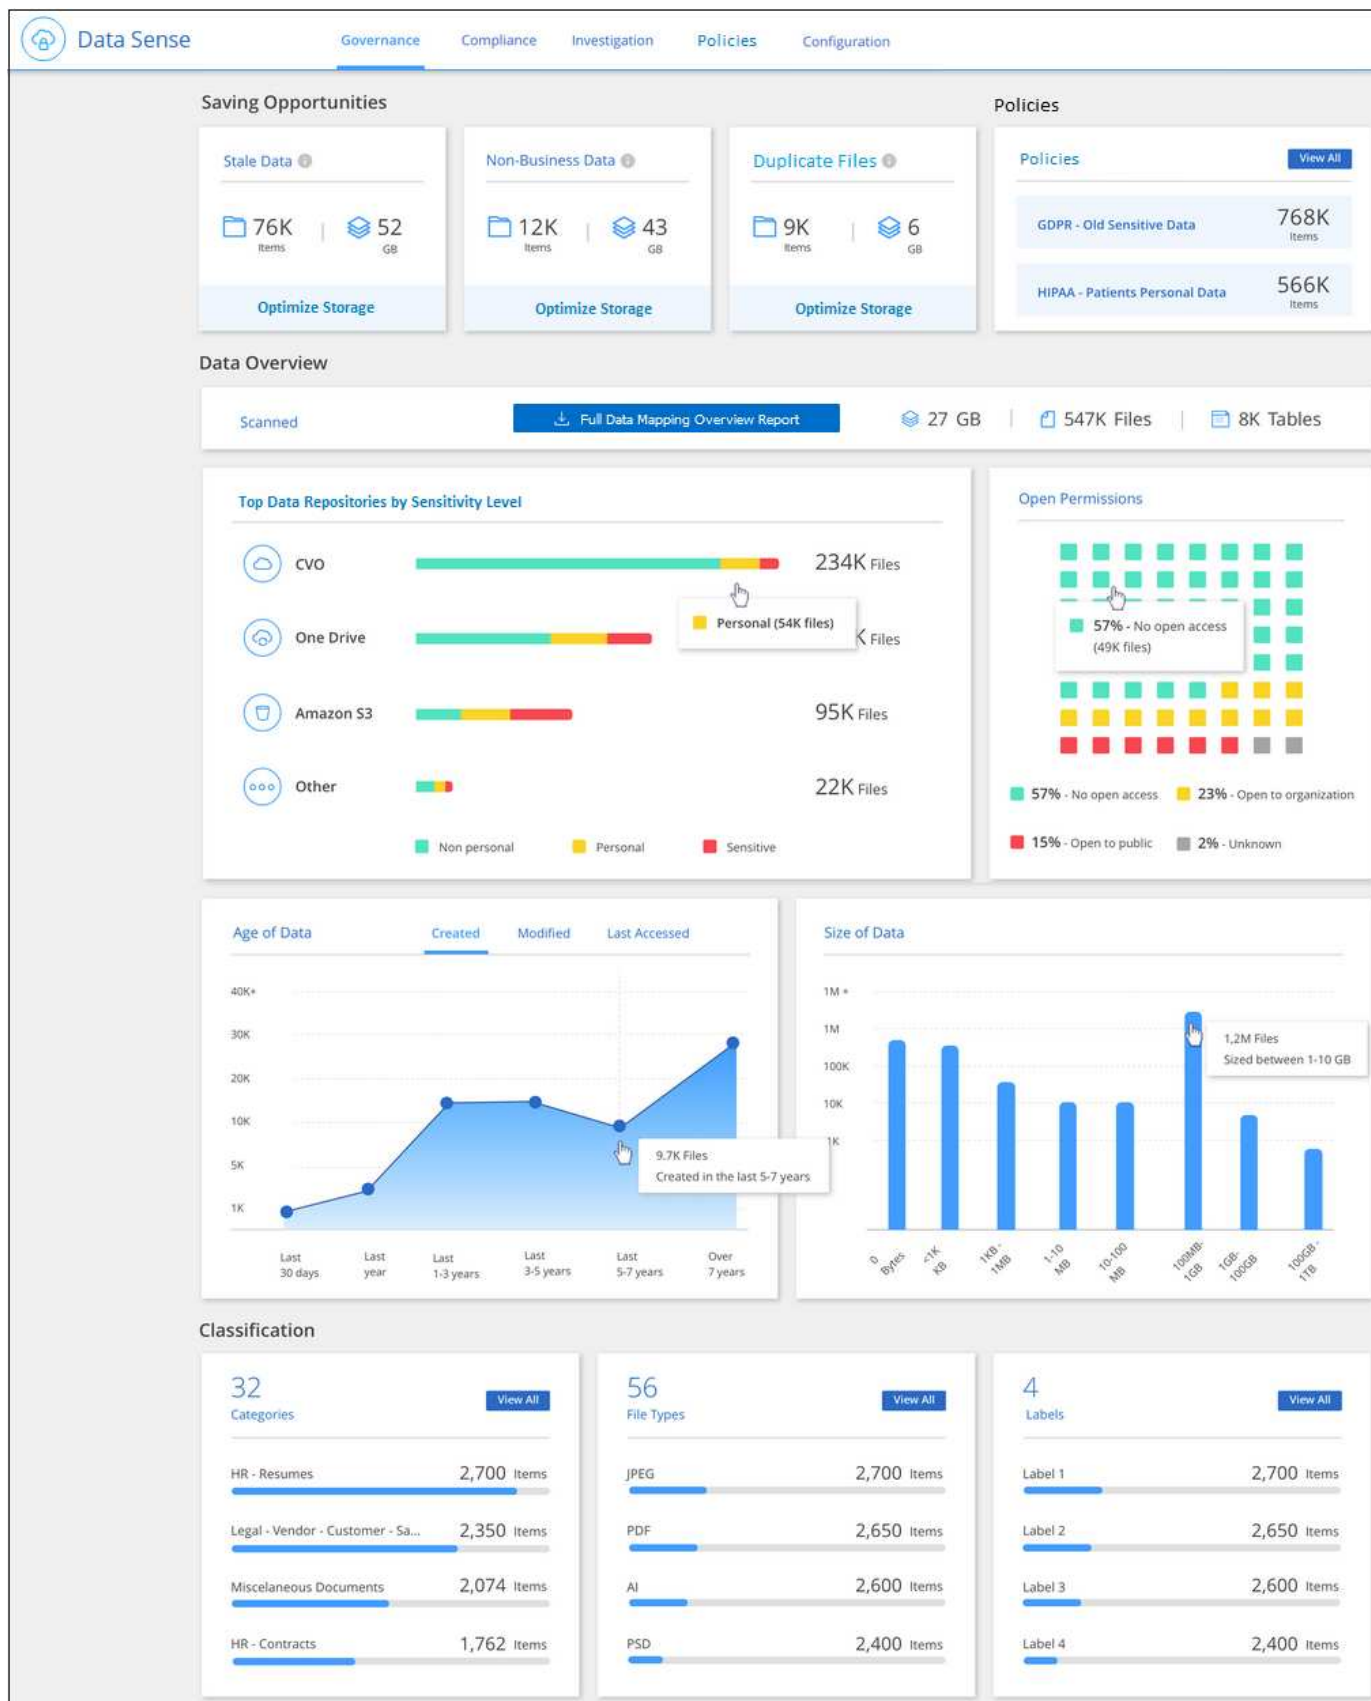 Data Sense
Governance Compliance Investigation Policies Configuration
Saving Opportunities
Policies
Stale Data
76K Items
52 GB
Optimize Storage
Non-Business Data
12K Items
43 GB
Optimize Storage
Duplicate Files
9K Items
6 GB
Optimize Storage
Policies
View All
GDPR - Old Sensitive Data
768K Items
HIPAA - Patients Personal Data
566K Items
Data Overview
Scanned
Full Data Mapping Overview Report
27 GB
547K Files
8K Tables
Top Data Repositories by Sensitivity Level
CVO
234K Files
Personal (54K files)
One Drive
K Files
Amazon S3
95K Files
Other
22K Files
Non personal
Personal
Sensitive
Open Permissions
57% - No open access
(49K files)
57% - No open access
23% - Open to organization
15% - Open to public
2% - Unknown
Age of Data
Created Modified Last Accessed
40K+
30K
20K
10K
5K
1K
9.7K Files
Created in the last 5-7 years
Last 30 days
Last year
Last 1-3 years
Last 3-5 years
Last 5-7 years
Over 7 years
Size of Data
1M +
1M
100K
10K
1K
1,2M Files
Sized between 1-10 GB
0 Bytes
<1K KB
1KB - 1MB
1-10 MB
10-100 MB
100MB- 1GB
1GB- 100GB
100GB - 1TB
Classification
32
Categories
View All
HR - Resumes 2,700 Items
Legal - Vendor - Customer - Sa... 2,350 Items
Miscelaneous Documents 2,074 Items
HR - Contracts 1,762 Items
56
File Types
View All
JPEG 2,700 Items
PDF 2,650 Items
AI 2,600 Items
PSD 2,400 Items
4
Labels
View All
Label 1 2,700 Items
Label 2 2,650 Items
Label 3 2,600 Items
Label 4 2,400 Items